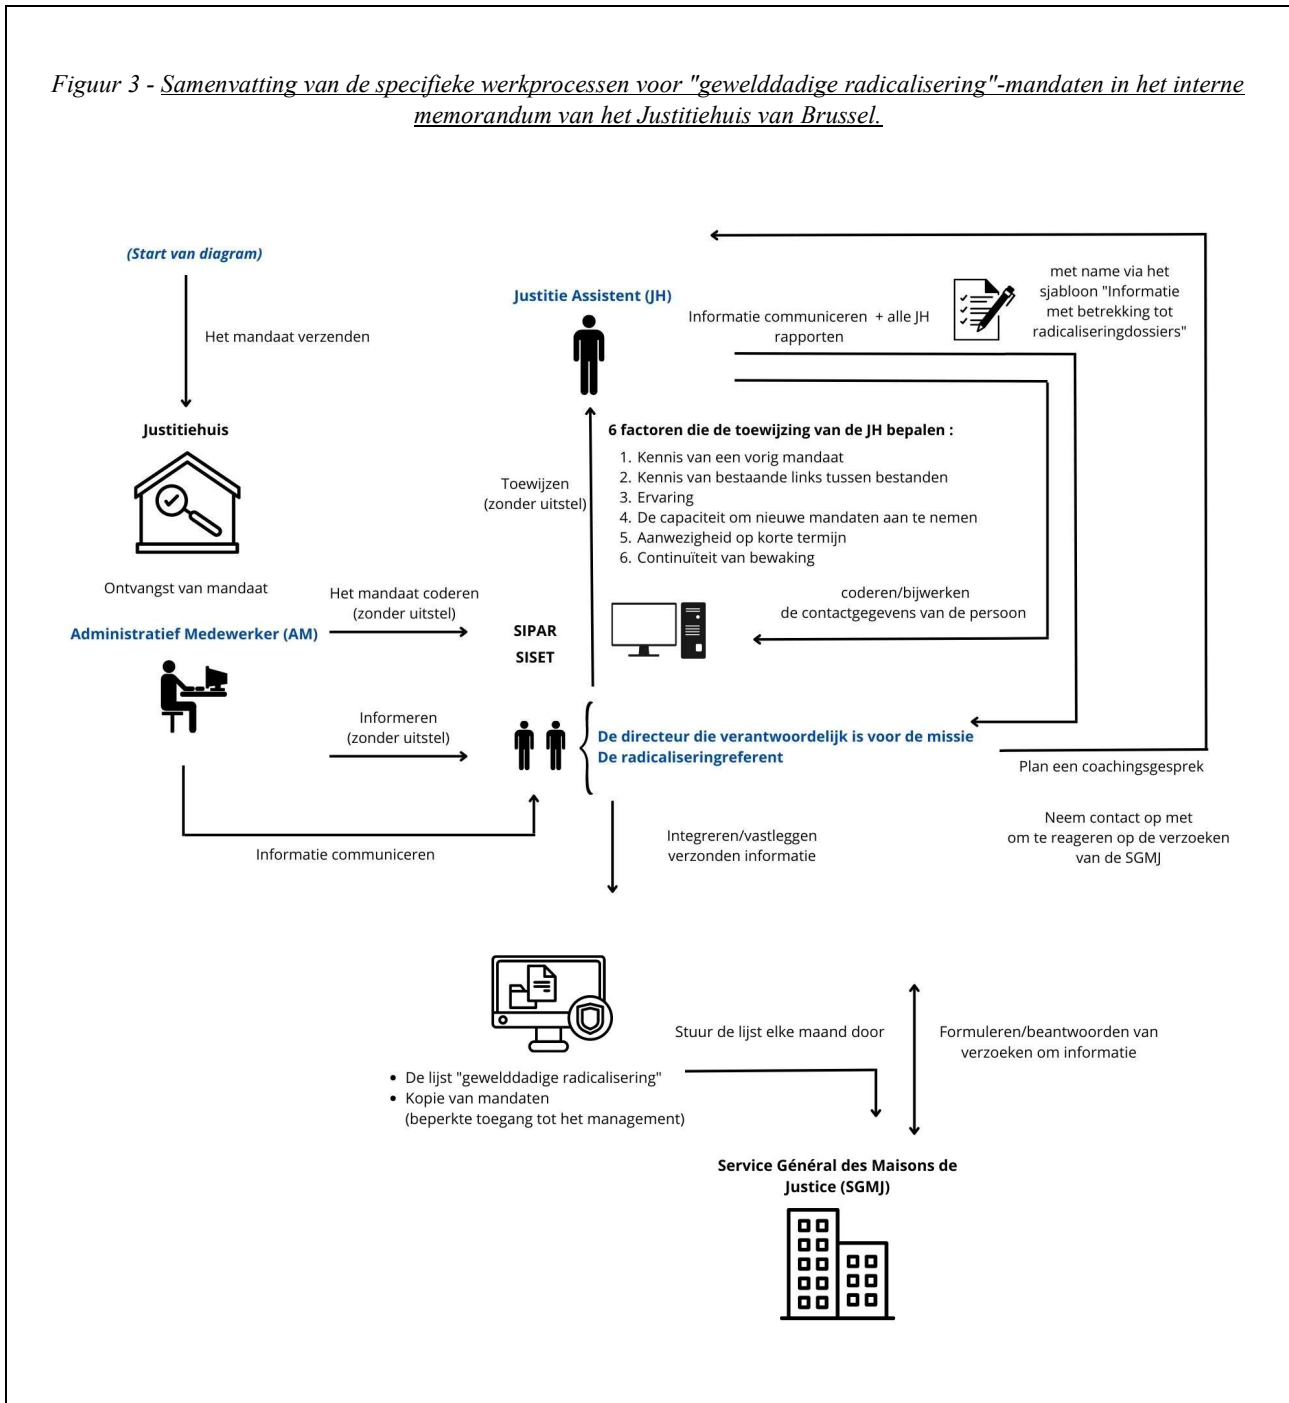 Figuur 3 - Samenvatting van de specifieke werkprocessen voor "gewelddadige radicalisering"-mandaten in het interne
memorandum van het Justitiehuis van Brussel.
(Start van diagram)
Het mandaat verzenden
Justitiehuis
Ontvangst van mandaat
Administratief Medewerker (AM)
Het mandaat coderen
(zonder uitstel)
Informeren
(zonder uitstel)
Informatie communiceren
Justitie Assistent (JH)
Informatie communiceren + alle JH
rapporten
met name via het
sjabloon "Informatie
met betrekking tot
radicaliseringdossiers"
Toewijzen
(zonder uitstel)
6 factoren die de toewijzing van de JH bepalen :
1. Kennis van een vorig mandaat
2. Kennis van bestaande links tussen bestanden
3. Ervaring
4. De capaciteit om nieuwe mandaten aan te nemen
5. Aanwezigheid op korte termijn
6. Continuïteit van bewaking
coderen/bijwerken
de contactgegevens van de persoon
SIPAR
SISET
De directeur die verantwoordelijk is voor de missie
De radicaliseringreferent
Plan een coachingsgesprek
Neem contact op met
om te reageren op de verzoeken
van de SGMJ
Integreren/vastleggen
verzonden informatie
• De lijst "gewelddadige radicalisering"
• Kopie van mandaten
(beperkte toegang tot het management)
Stuur de lijst elke maand door
Formuleren/beantwoorden van
verzoeken om informatie
Service Général des Maisons de
Justice (SGMJ)